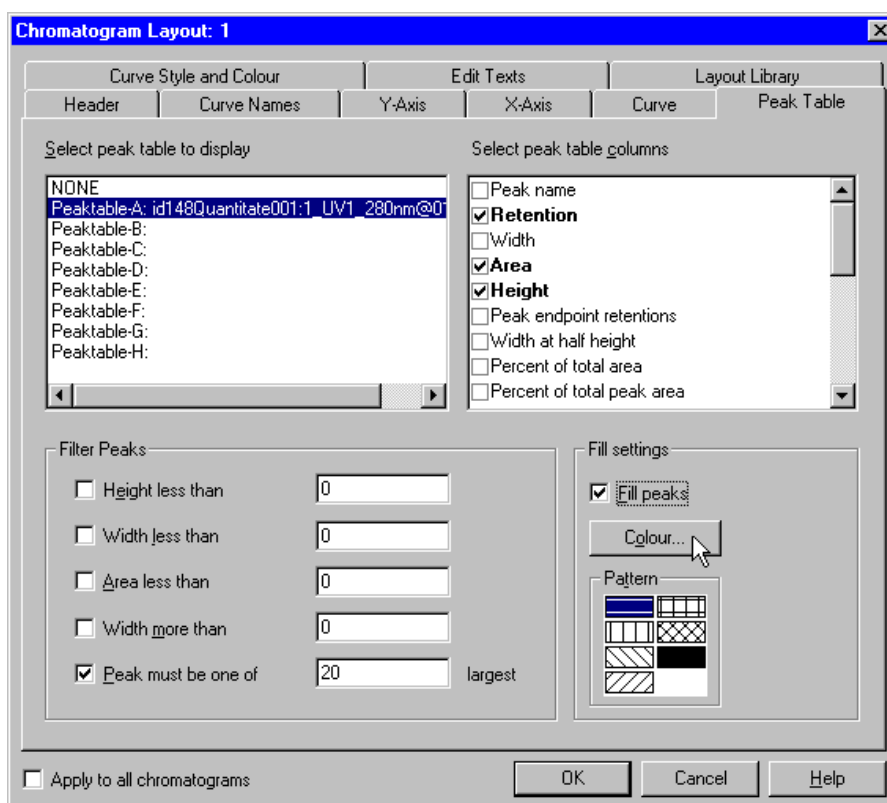 Chromatogram Layout: 1
Curve Style and Colour Edit Texts Layout Library
Header Curve Names Y-Axis X-Axis Curve Peak Table
Select peak table to display
NONE
Peaktable-A: id148Quantitate001:1_UV1_280nm@01
Peaktable-B:
Peaktable-C:
Peaktable-D:
Peaktable-E:
Peaktable-F:
Peaktable-G:
Peaktable-H:
Select peak table columns
Peak name
Retention
Width
Area
Height
Peak endpoint retentions
Width at half height
Percent of total area
Percent of total peak area
Filter Peaks
Height less than 0
Width less than 0
Area less than 0
Width more than 0
Peak must be one of 20 largest
Fill settings
Fill peaks
Colour...
Pattern
Apply to all chromatograms
OK Cancel Help